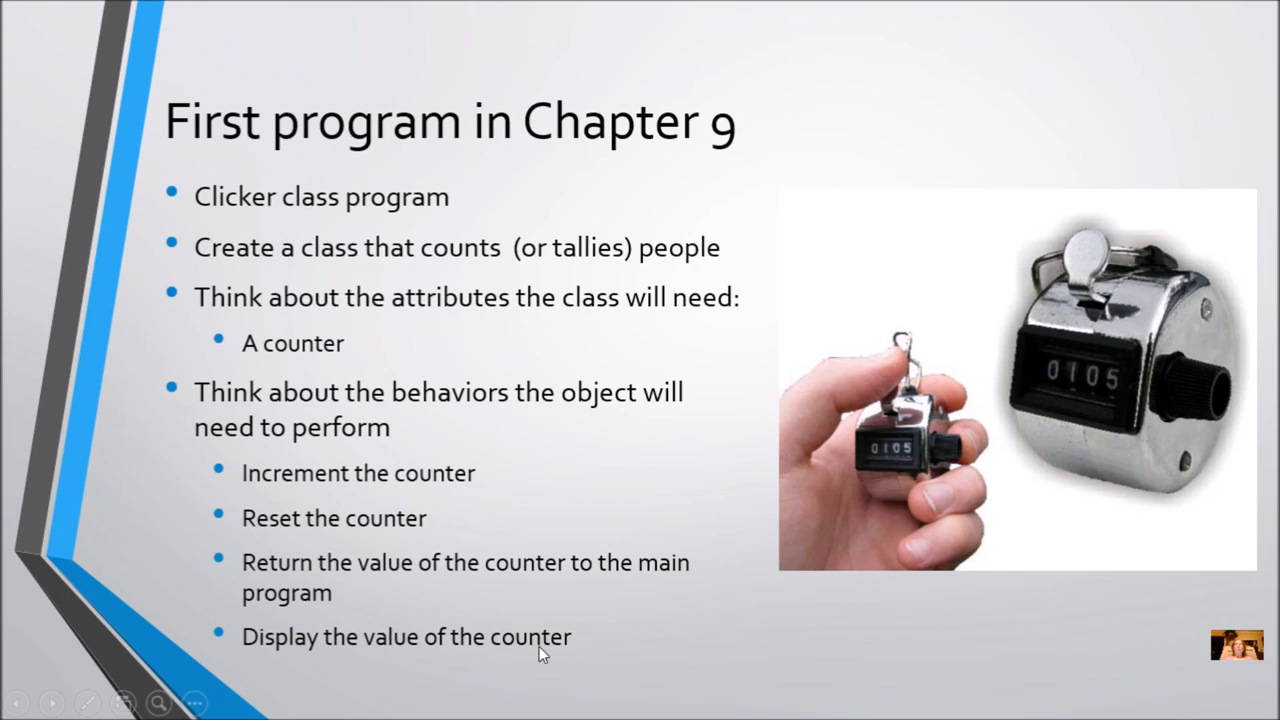 First program in Chapter 9
Clicker class program
Create a class that counts (or tallies) people
Think about the attributes the class will need:
A counter
Think about the behaviors the object will
need to perform
Increment the counter
Reset the counter
Return the value of the counter to the main
program
Display the value of the counter
0105
0105